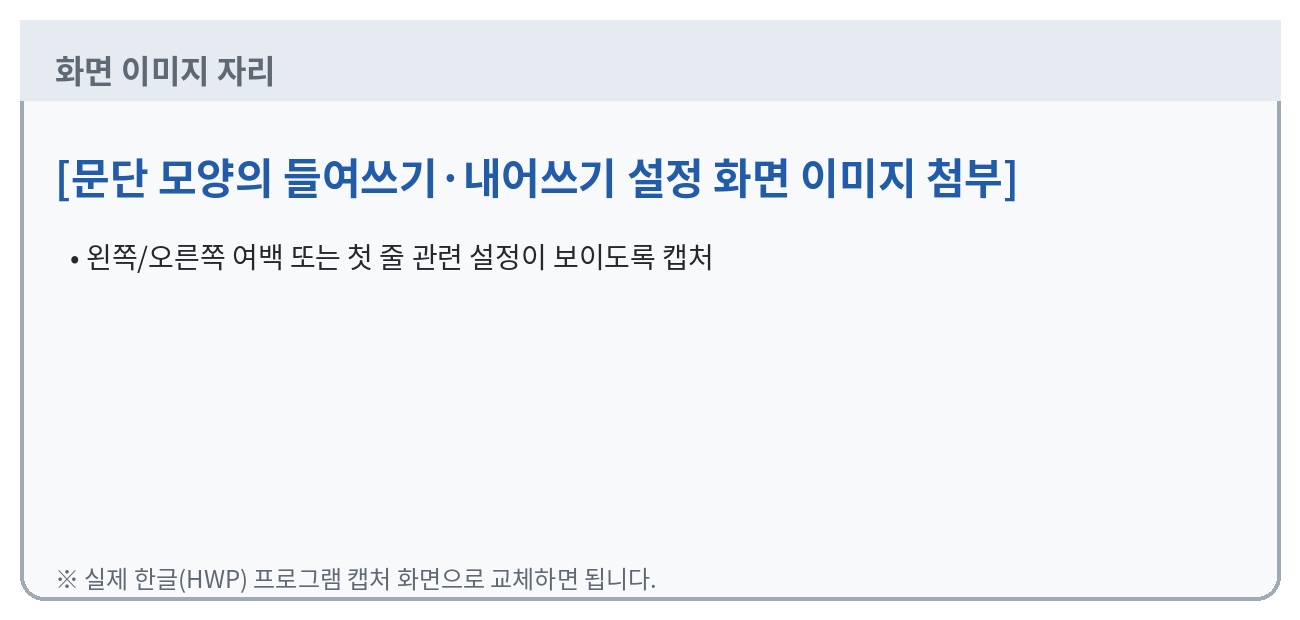 화면 이미지 자리
[문단 모양의 들여쓰기·내어쓰기 설정 화면 이미지 첨부]
• 왼쪽/오른쪽 여백 또는 첫 줄 관련 설정이 보이도록 캡처
※ 실제 한글(HWP) 프로그램 캡처 화면으로 교체하면 됩니다.